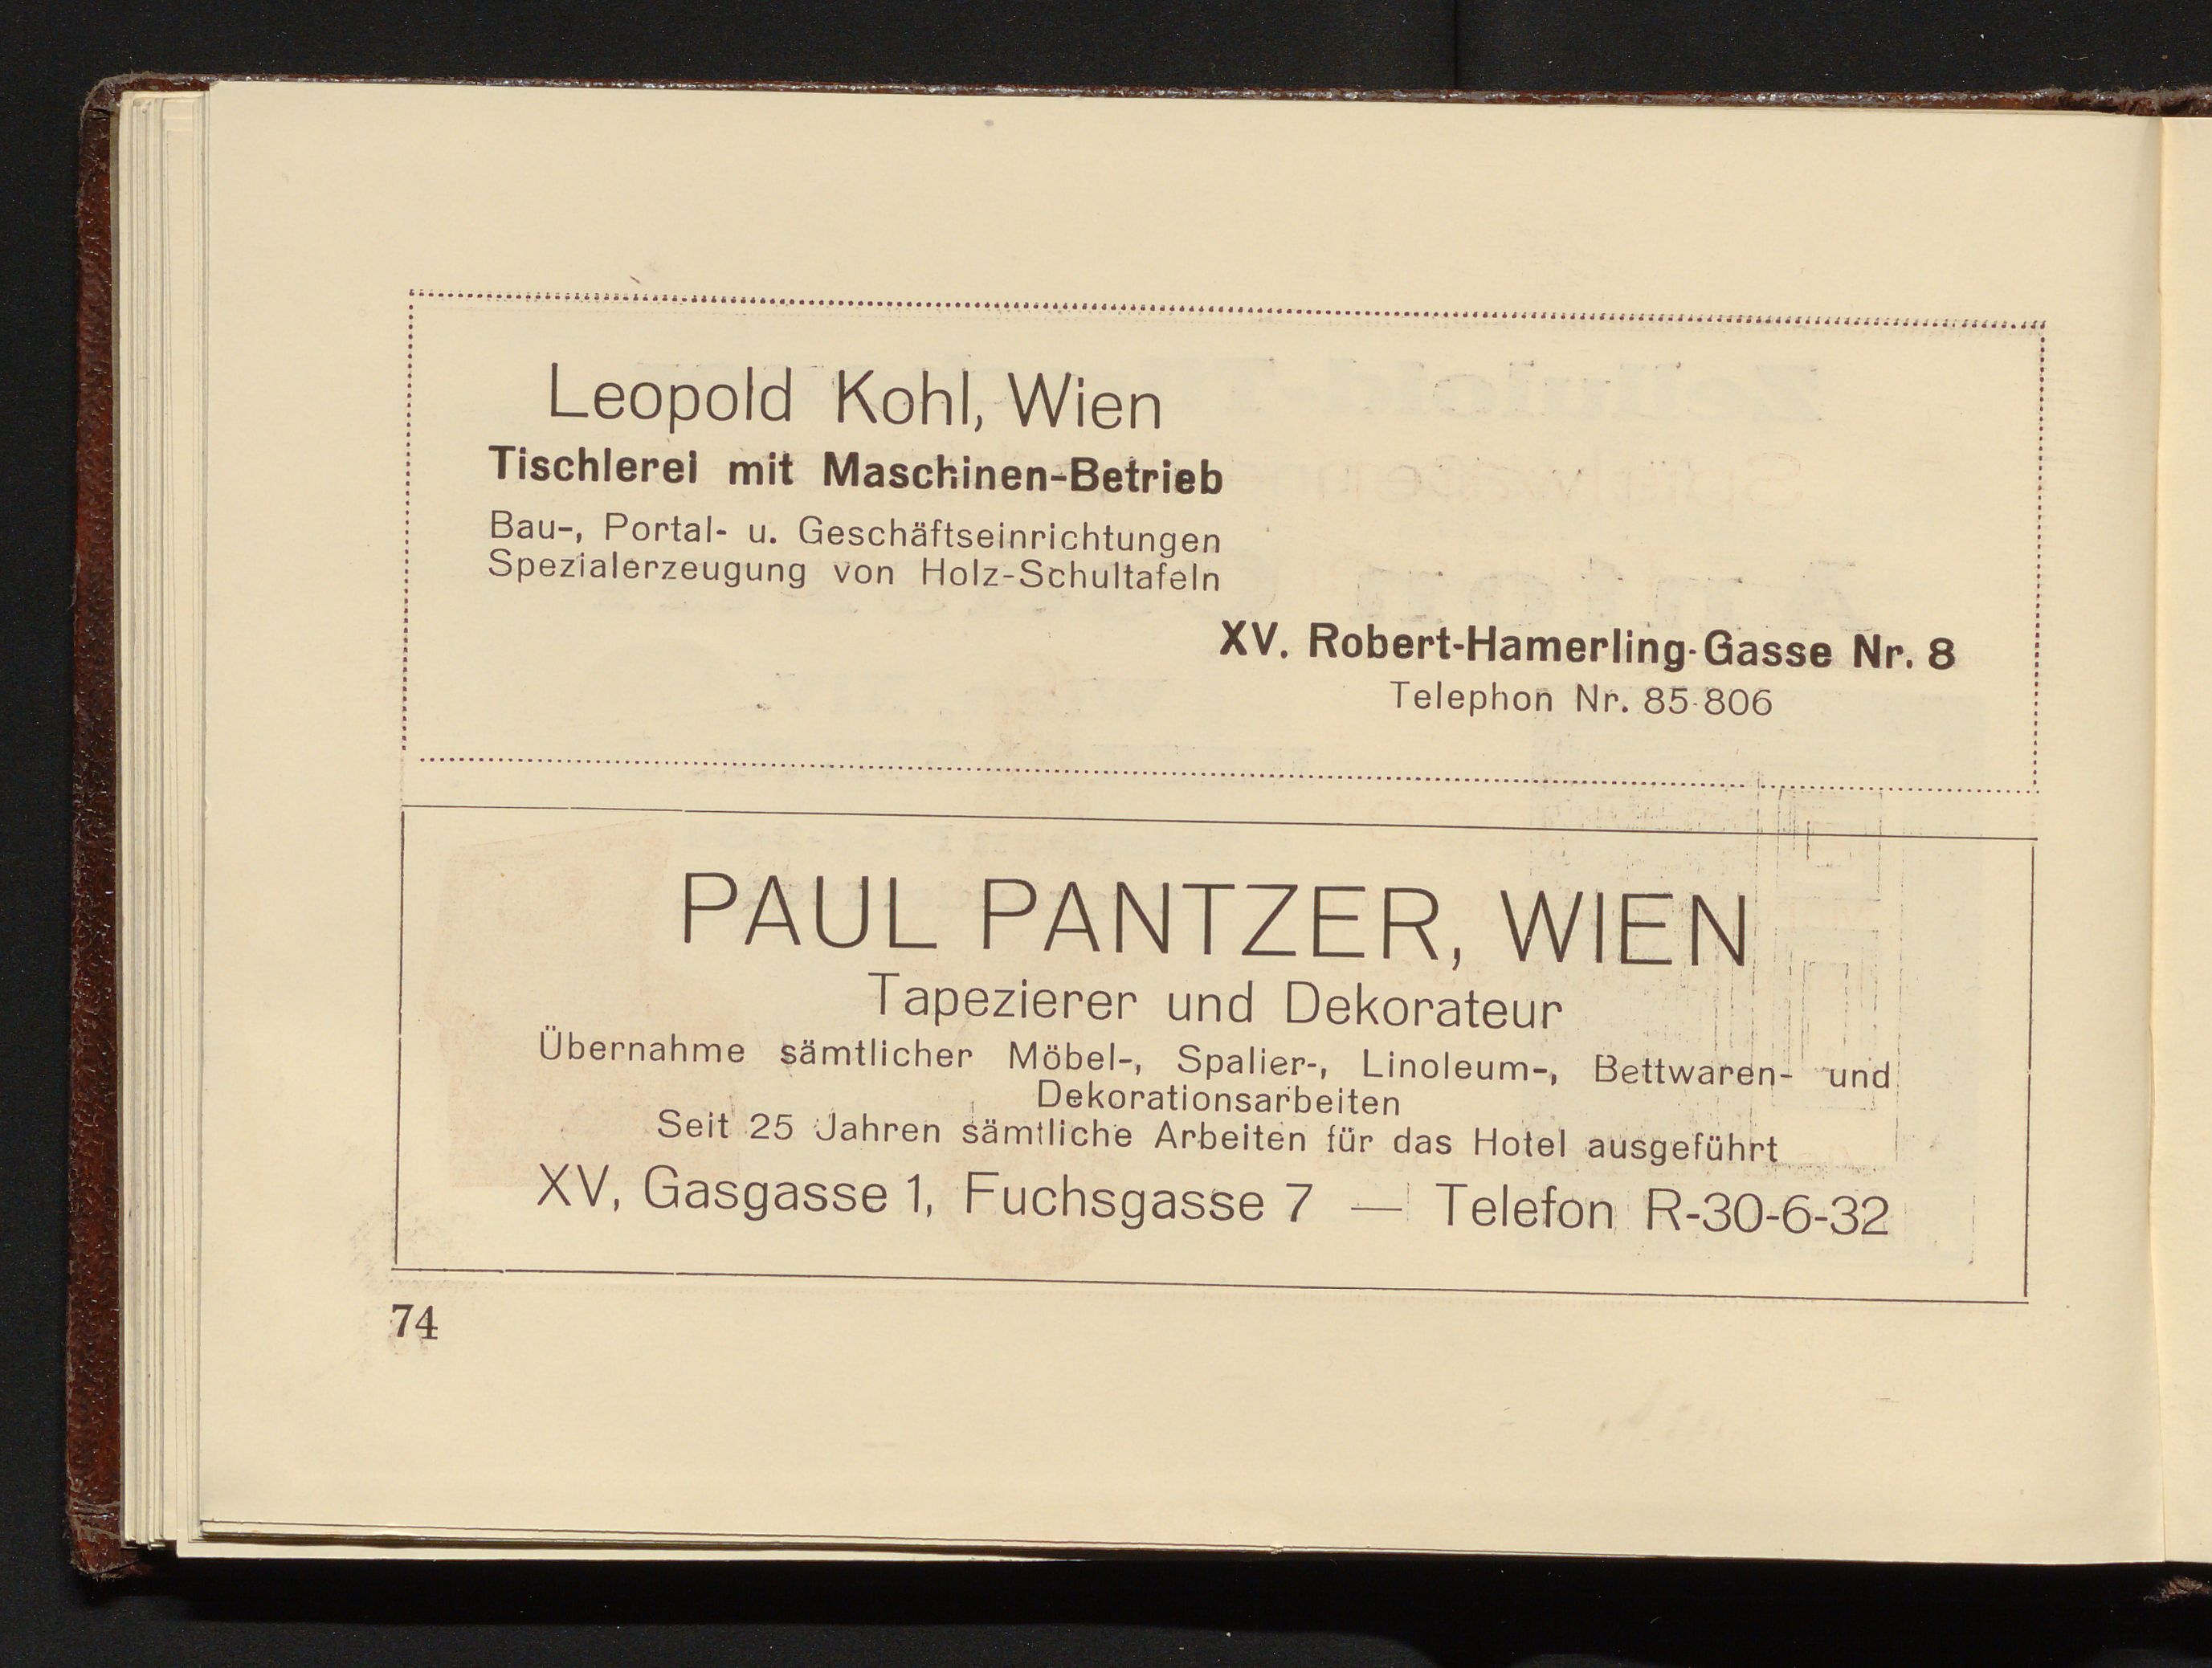 Leopold Kohl, Wien
Tischlerei mit Maschinen-Betrieb
Bau-, Portal- u. Geschäftseinrichtungen
Spezialerzeugung von Holz-Schultafeln
XV. Robert-Hamerling-Gasse Nr. 8
Telephon Nr. 85-806
PAUL PANTZER, WIEN
Tapezierer und Dekorateur
Übernahme sämtlicher Möbel-, Spalier-, Linoleum-, Bettwaren- und
Dekorationsarbeiten
Seit 25 Jahren sämtliche Arbeiten für das Hotel ausgeführt
XV, Gasgasse 1, Fuchsgasse 7 — Telefon R-30-6-32
74